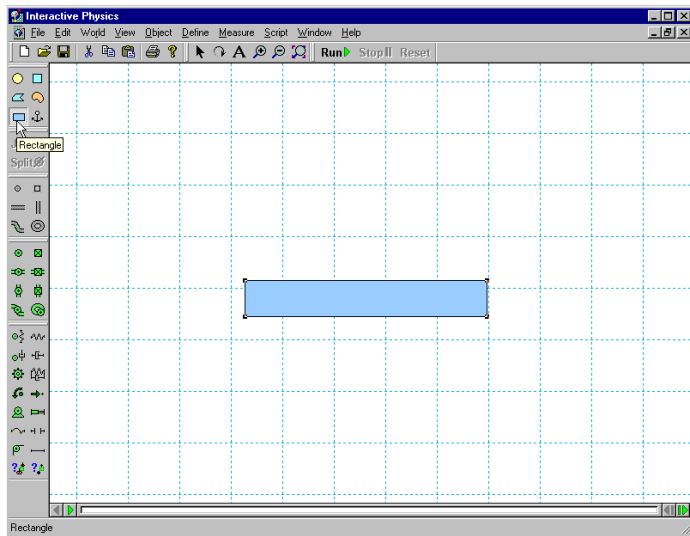 Interactive Physics
File Edit World View Object Define Measure Script Window Help
Run Stop Reset
Rectangle
Split
Rectangle